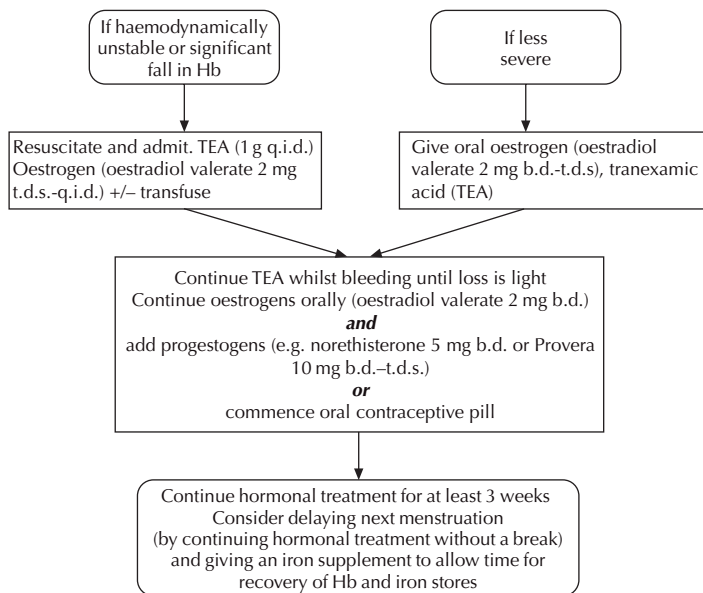 If haemodynamically
unstable or significant
fall in Hb
If less
severe
Resuscitate and admit. TEA (1 g q.i.d.)
Oestrogen (oestradiol valerate 2 mg
t.d.s.-q.i.d.) +/– transfuse
Give oral oestrogen (oestradiol
valerate 2 mg b.d.-t.d.s), tranexamic
acid (TEA)
Continue TEA whilst bleeding until loss is light
Continue oestrogens orally (oestradiol valerate 2 mg b.d.)
and
add progestogens (e.g. norethisterone 5 mg b.d. or Provera
10 mg b.d.–t.d.s.)
or
commence oral contraceptive pill
Continue hormonal treatment for at least 3 weeks
Consider delaying next menstruation
(by continuing hormonal treatment without a break)
and giving an iron supplement to allow time for
recovery of Hb and iron stores